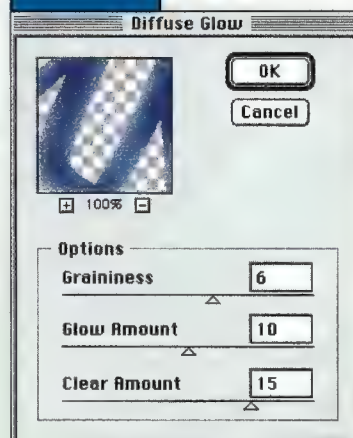 Diffuse Glow
OK
Cancel
+ 100% -
Options
Graininess 6
Glow Amount 10
Clear Amount 15